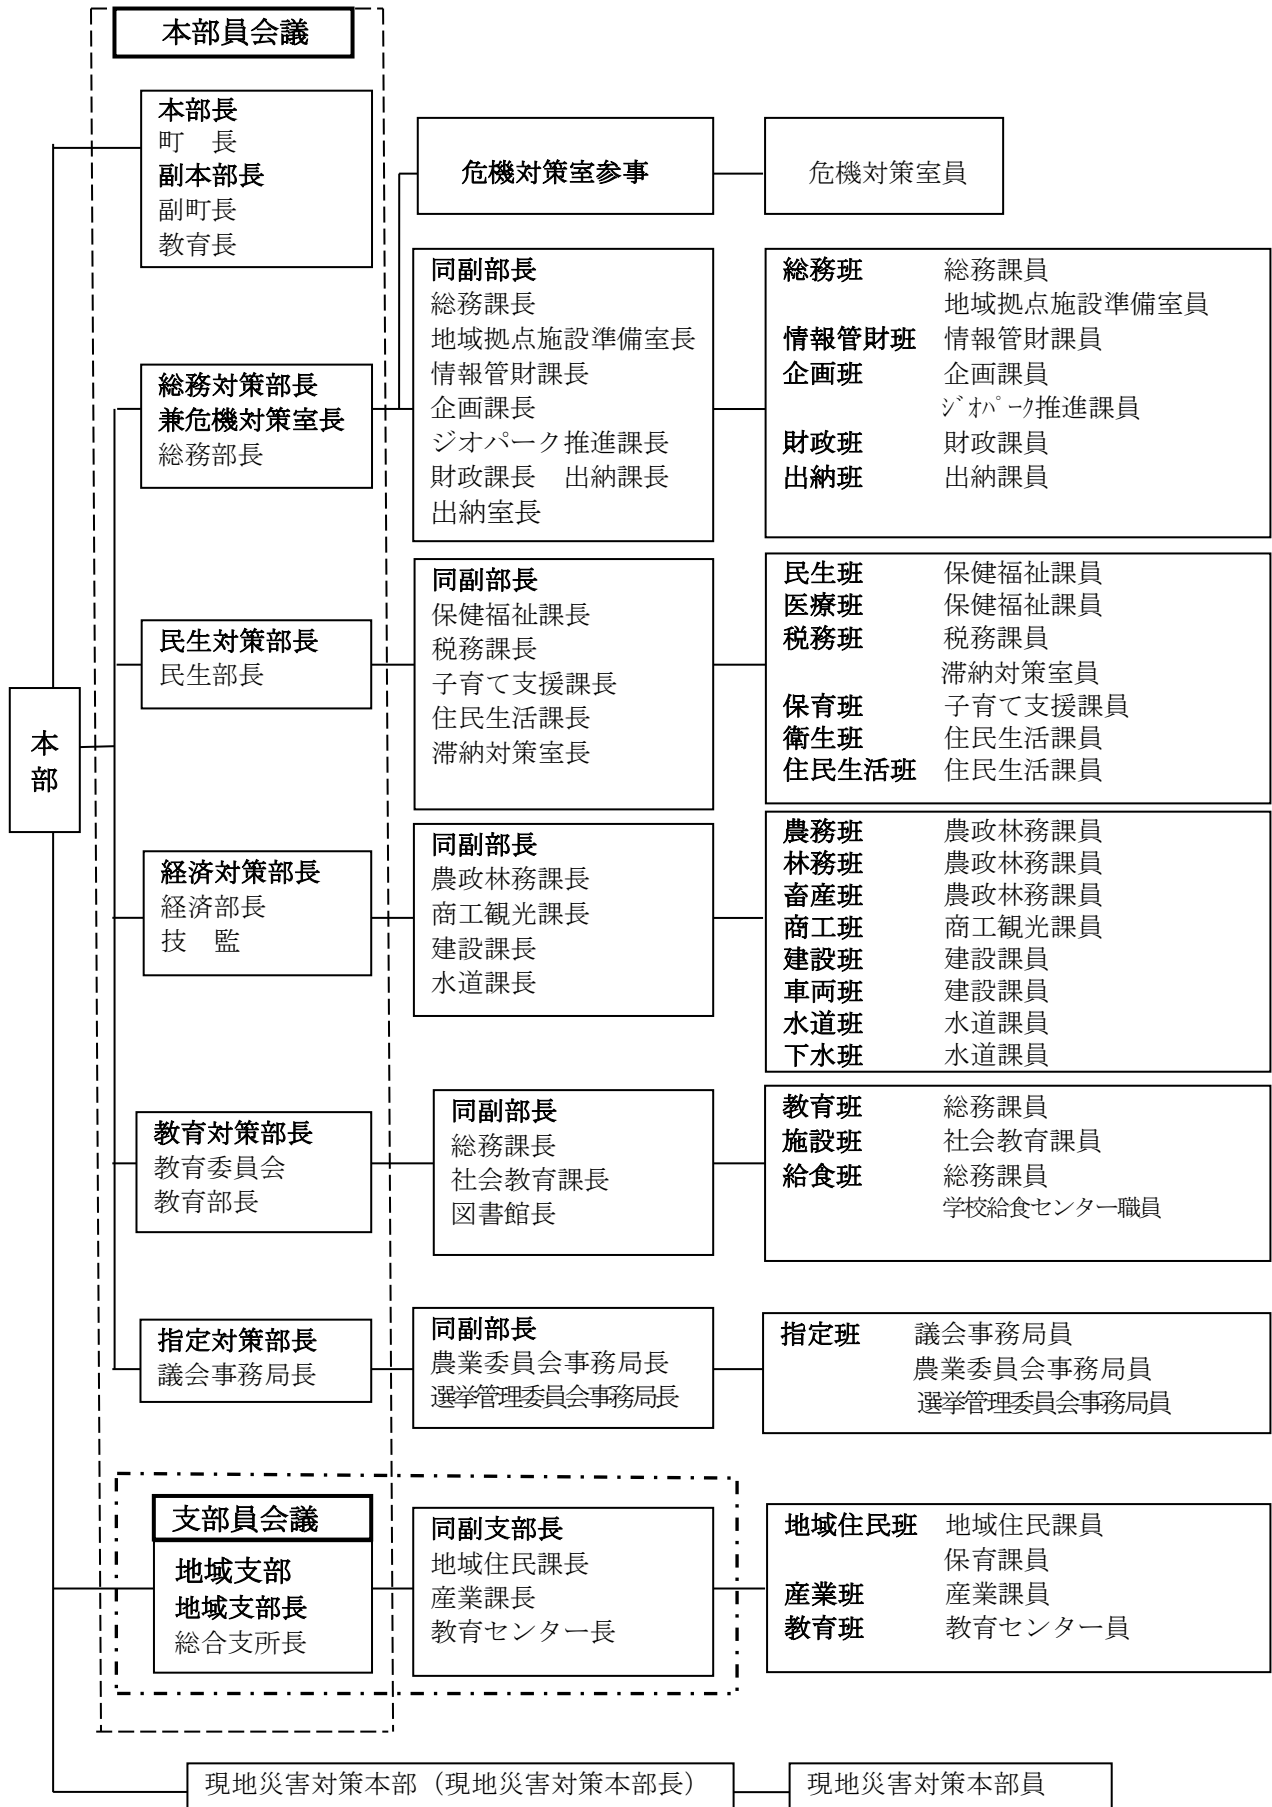 本部員会議
本部長
町　長
副本部長
副町長
教育長
危機対策室参事
危機対策室員
総務対策部長
兼危機対策室長
総務部長
同副部長
総務課長
地域拠点施設準備室長
情報管財課長
企画課長
ジオパーク推進課長
財政課長　出納課長
出納室長
総務班　総務課員
地域拠点施設準備室員
情報管財班　情報管財課員
企画班　企画課員
ｼﾞｵﾊﾟｰｸ推進課員
財政班　財政課員
出納班　出納課員
民生対策部長
民生部長
同副部長
保健福祉課長
税務課長
子育て支援課長
住民生活課長
滞納対策室長
民生班　保健福祉課員
医療班　保健福祉課員
税務班　税務課員
滞納対策室員
保育班　子育て支援課員
衛生班　住民生活課員
住民生活班　住民生活課員
本
部
経済対策部長
経済部長
技　監
同副部長
農政林務課長
商工観光課長
建設課長
水道課長
農務班　農政林務課員
林務班　農政林務課員
畜産班　農政林務課員
商工班　商工観光課員
建設班　建設課員
車両班　建設課員
水道班　水道課員
下水班　水道課員
教育対策部長
教育委員会
教育部長
同副部長
総務課長
社会教育課長
図書館長
教育班　総務課員
施設班　社会教育課員
給食班　総務課員
学校給食センター職員
指定対策部長
議会事務局長
同副部長
農業委員会事務局長
選挙管理委員会事務局長
指定班　議会事務局員
農業委員会事務局員
選挙管理委員会事務局員
支部員会議
地域支部
地域支部長
総合支所長
同副支部長
地域住民課長
産業課長
教育センター長
地域住民班　地域住民課員
保育課員
産業班　産業課員
教育班　教育センター員
現地災害対策本部（現地災害対策本部長）
現地災害対策本部員